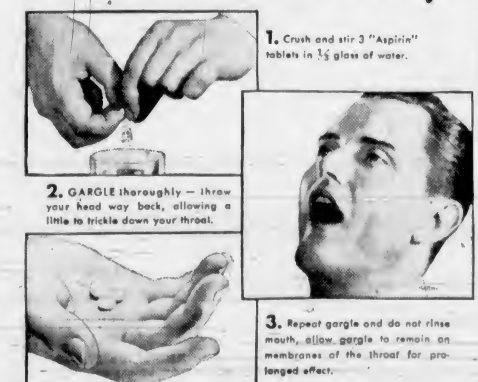 1. Crush and stir 3 "Aspirin"
tablets in ⅓ glass of water.
2. GARGLE thoroughly — throw
your head way back, allowing a
little to trickle down your throat.
3. Repeat gargle and do not rinse
mouth, allow gargle to remain on
membranes of the throat for pro-
longed effect.